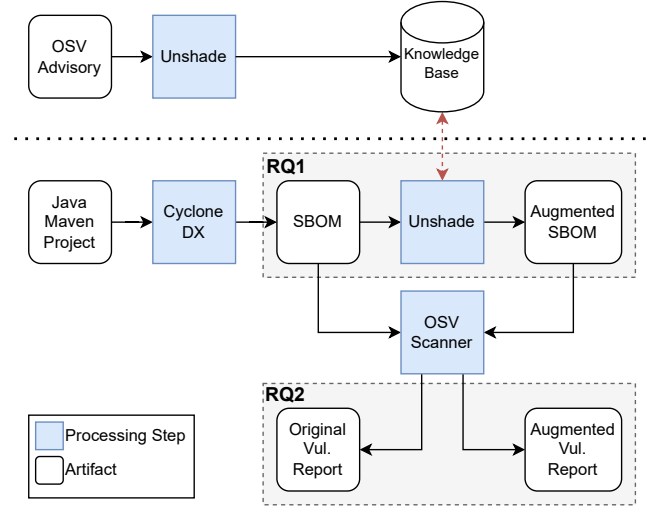 OSV
Advisory
Unshade
Knowledge
Base
RQ1
Java
Maven
Project
Cyclone
DX
SBOM
Unshade
Augmented
SBOM
OSV
Scanner
RQ2
Original
Vul.
Report
Augmented
Vul.
Report
Processing Step
Artifact